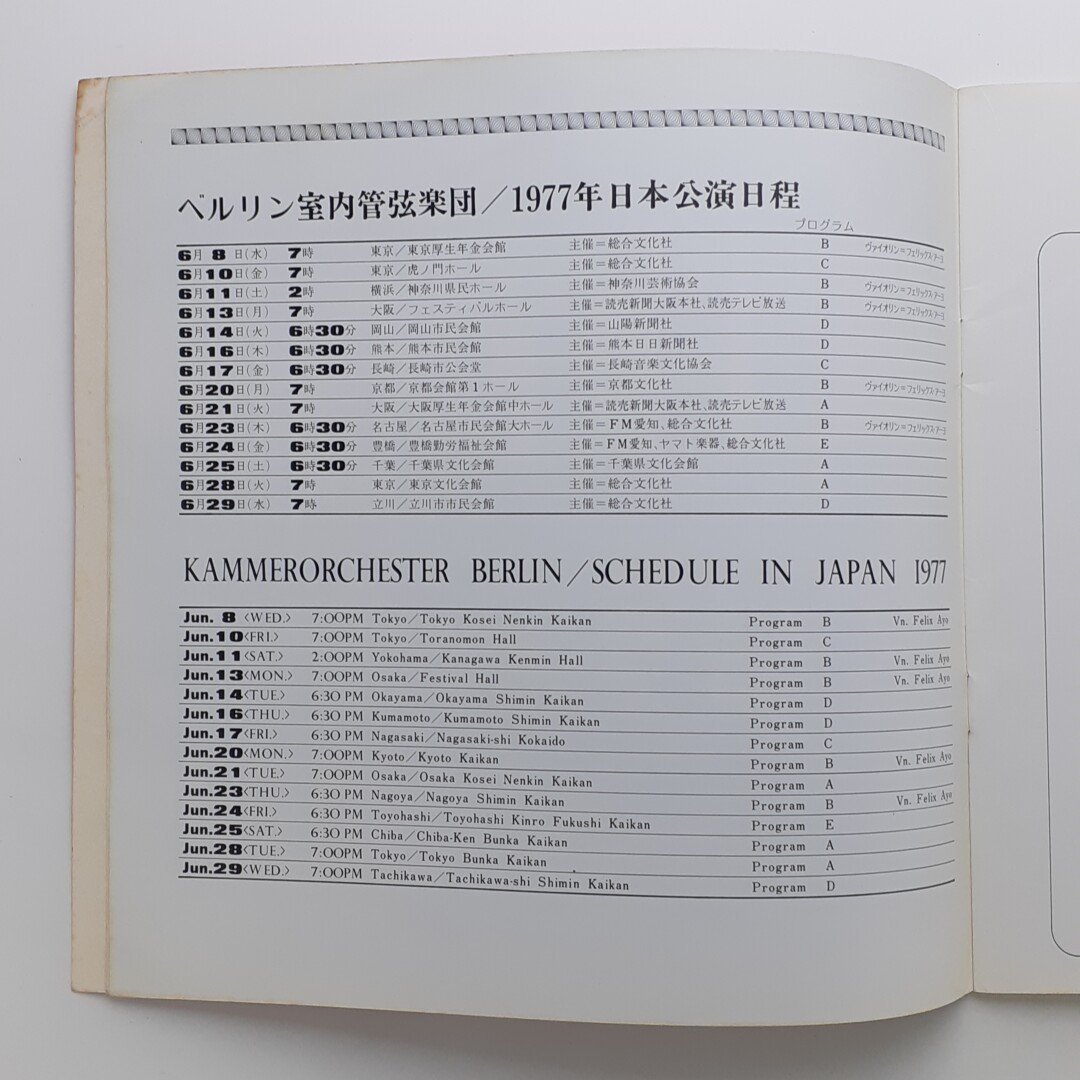 ベルリン室内管弦楽団／1977年日本公演日程
プログラム
6月 8 日(水) 7時 東京／東京厚生年金会館 主催＝総合文化社 B ヴァイオリン＝フェリックス・アーヨ
6月10日(金) 7時 東京／虎ノ門ホール 主催＝総合文化社 C
6月11日(土) 2時 横浜／神奈川県民ホール 主催＝神奈川芸術協会 B ヴァイオリン＝フェリックス・アーヨ
6月13日(月) 7時 大阪／フェスティバルホール 主催＝読売新聞大阪本社、読売テレビ放送 B ヴァイオリン＝フェリックス・アーヨ
6月14日(火) 6時30分 岡山／岡山市民会館 主催＝山陽新聞社 D
6月16日(木) 6時30分 熊本／熊本市民会館 主催＝熊本日日新聞社 D
6月17日(金) 6時30分 長崎／長崎市公会堂 主催＝長崎音楽文化協会 C
6月20日(月) 7時 京都／京都会館第1ホール 主催＝京都文化社 B ヴァイオリン＝フェリックス・アーヨ
6月21日(火) 7時 大阪／大阪厚生年金会館中ホール 主催＝読売新聞大阪本社、読売テレビ放送 A
6月23日(木) 6時30分 名古屋／名古屋市民会館大ホール 主催＝FM愛知、総合文化社 B ヴァイオリン＝フェリックス・アーヨ
6月24日(金) 6時30分 豊橋／豊橋勤労福祉会館 主催＝FM愛知、ヤマト楽器、総合文化社 E
6月25日(土) 6時30分 千葉／千葉県文化会館 主催＝千葉県文化会館 A
6月28日(火) 7時 東京／東京文化会館 主催＝総合文化社 A
6月29日(水) 7時 立川／立川市市民会館 主催＝総合文化社 D
KAMMERORCHESTER BERLIN／SCHEDULE IN JAPAN 1977
Jun. 8〈WED.〉 7:00PM Tokyo／Tokyo Kosei Nenkin Kaikan Program B Vn. Felix Ayo
Jun.10〈FRI.〉 7:00PM Tokyo／Toranomon Hall Program C
Jun.11〈SAT.〉 2:00PM Yokohama／Kanagawa Kenmin Hall Program B Vn. Felix Ayo
Jun.13〈MON.〉 7:00PM Osaka／Festival Hall Program B Vn. Felix Ayo
Jun.14〈TUE.〉 6:30 PM Okayama／Okayama Shimin Kaikan Program D
Jun.16〈THU.〉 6:30 PM Kumamoto／Kumamoto Shimin Kaikan Program D
Jun.17〈FRI.〉 6:30 PM Nagasaki／Nagasaki-shi Kokaido Program C
Jun.20〈MON.〉 7:00PM Kyoto／Kyoto Kaikan Program B Vn. Felix Ayo
Jun.21〈TUE.〉 7:00PM Osaka／Osaka Kosei Nenkin Kaikan Program A
Jun.23〈THU.〉 6:30 PM Nagoya／Nagoya Shimin Kaikan Program B Vn. Felix Ayo
Jun.24〈FRI.〉 6:30 PM Toyohashi／Toyohashi Kinro Fukushi Kaikan Program E
Jun.25〈SAT.〉 6:30 PM Chiba／Chiba-Ken Bunka Kaikan Program A
Jun.28〈TUE.〉 7:00PM Tokyo／Tokyo Bunka Kaikan Program A
Jun.29〈WED.〉 7:00PM Tachikawa／Tachikawa-shi Shimin Kaikan Program D